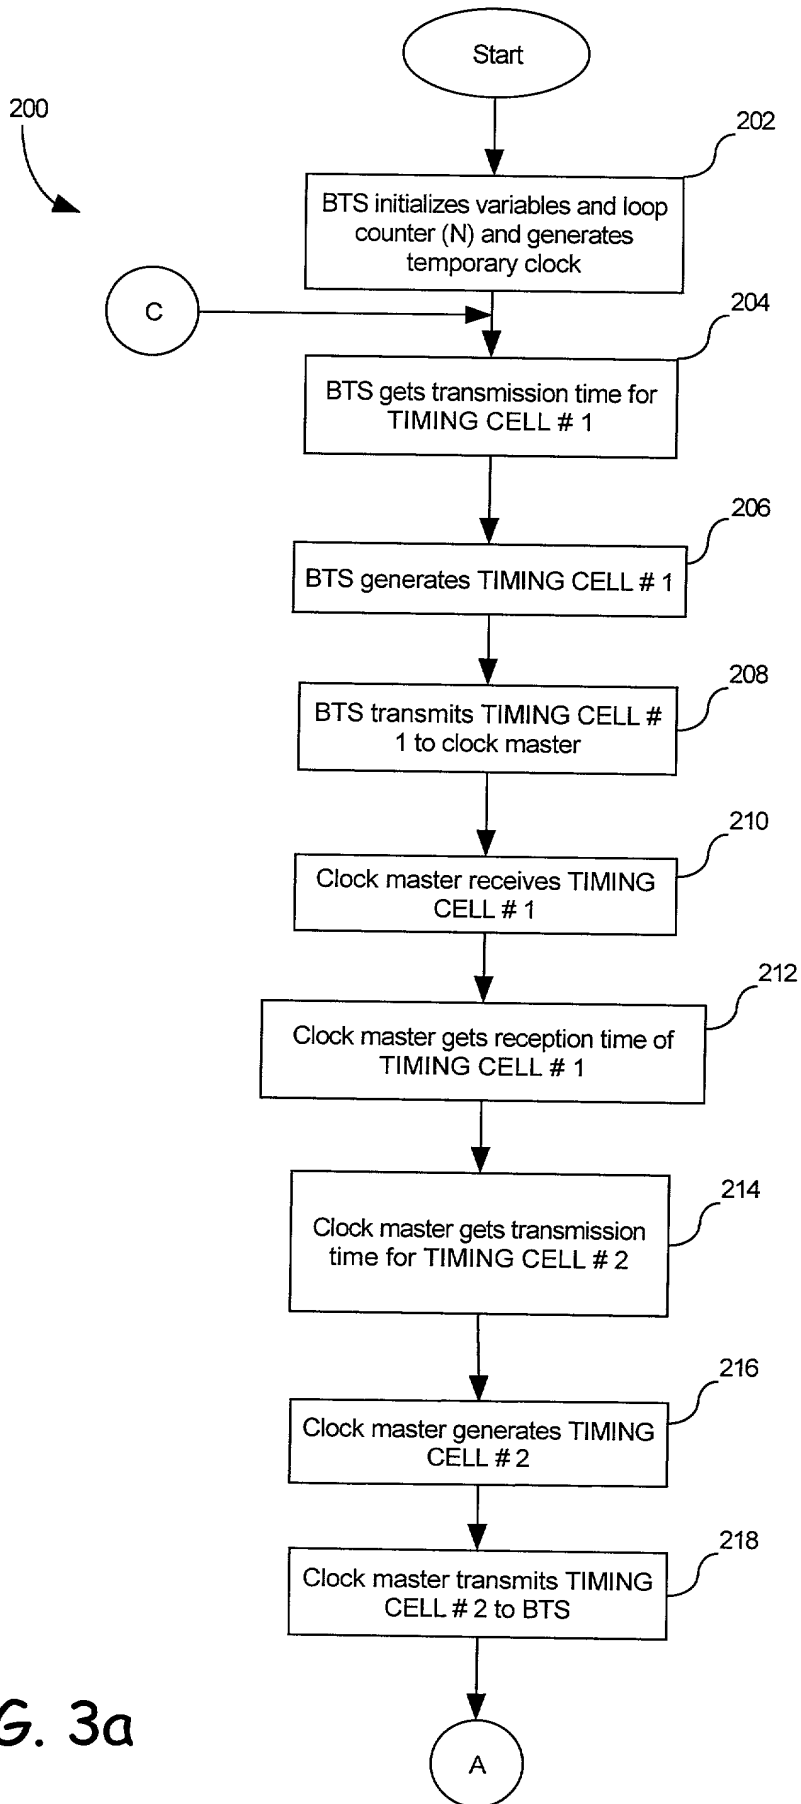 Start
200
202
BTS initializes variables and loop
counter (N) and generates
temporary clock
C
204
BTS gets transmission time for
TIMING CELL # 1
206
BTS generates TIMING CELL # 1
208
BTS transmits TIMING CELL #
1 to clock master
210
Clock master receives TIMING
CELL # 1
212
Clock master gets reception time of
TIMING CELL # 1
214
Clock master gets transmission
time for TIMING CELL # 2
216
Clock master generates TIMING
CELL # 2
218
Clock master transmits TIMING
CELL # 2 to BTS
G. 3a
A